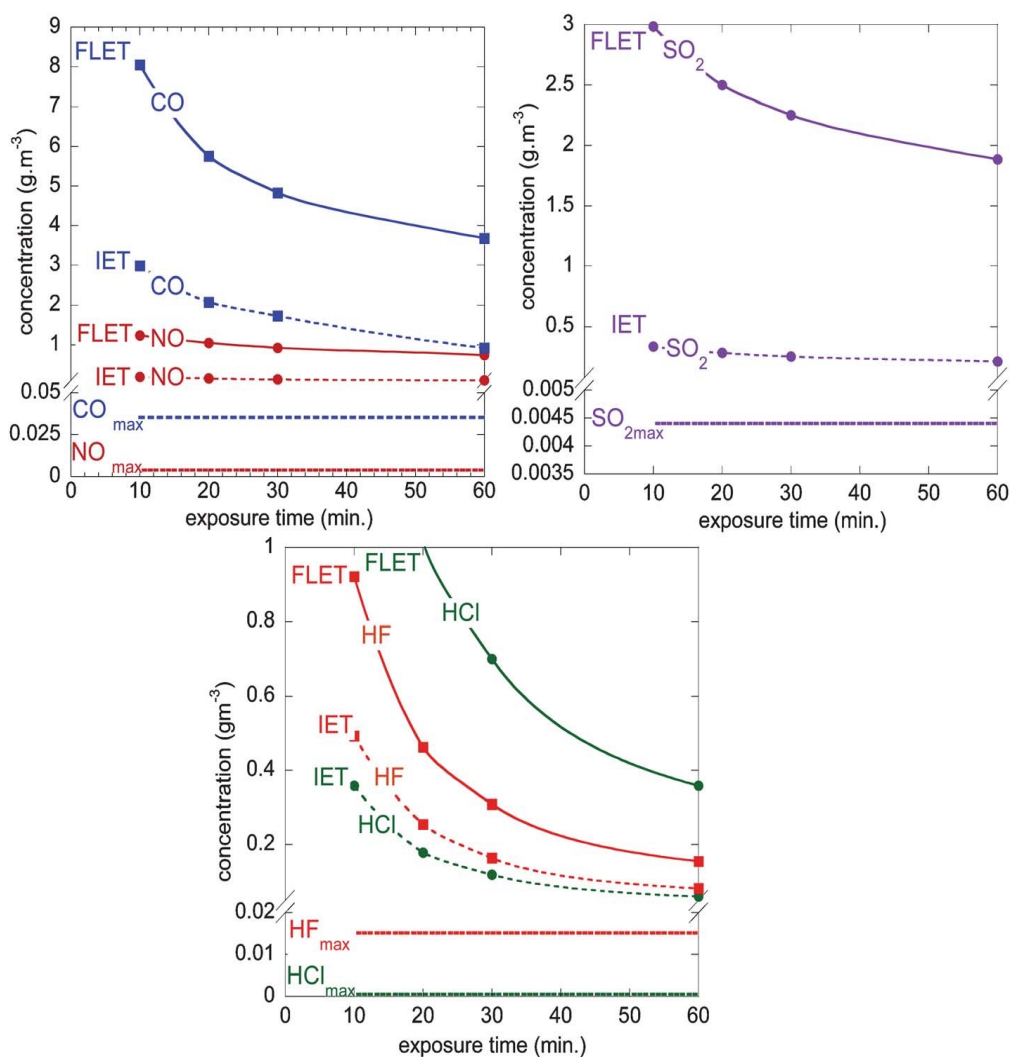 9
8
7
6
5
4
3
2
1
0.05
0.025
0
concentration (g.m-3)
FLET
CO
IET
CO
FLET NO
IET NO
CO max
NO max
0 10 20 30 40 50 60
exposure time (min.)
3
2.5
2
1.5
1
0.5
0.005
0.0045
0.004
0.0035
concentration (g.m-3)
FLET SO2
IET
SO2
SO2max
0 10 20 30 40 50 60
exposure time (min.)
1
0.8
0.6
0.4
0.2
0.02
0.01
0
concentration (gm-3)
FLET
FLET
HCl
HF
IET
HF
IET
HCl
HF max
HCl max
0 10 20 30 40 50 60
exposure time (min.)